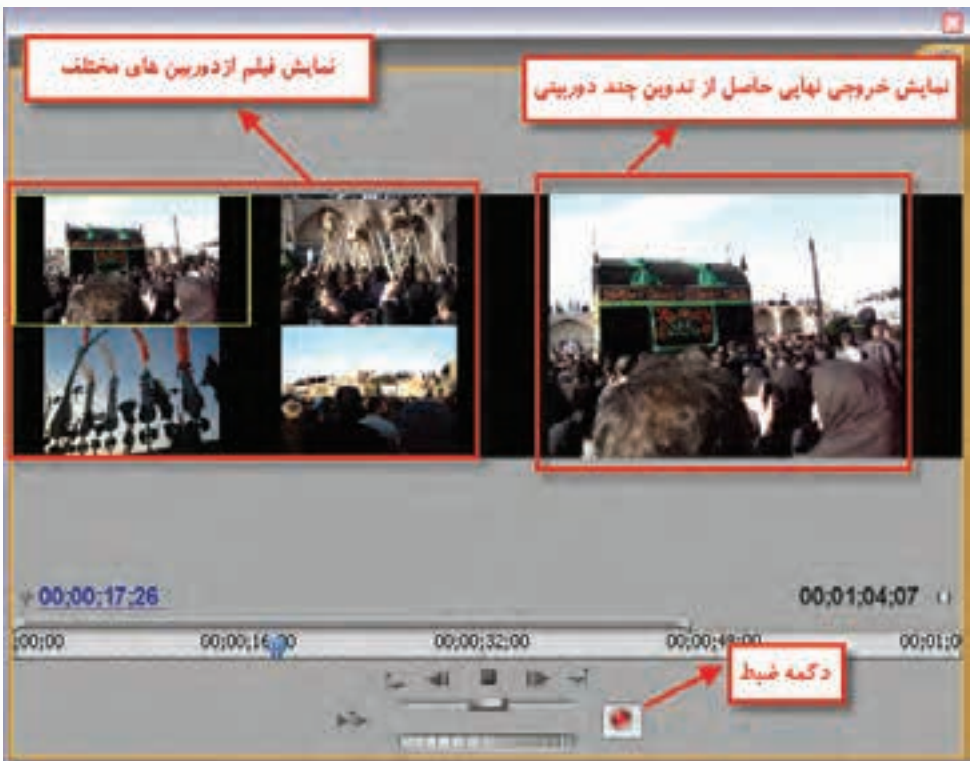 نمایش فیلم ازدوربین های مختلف
نمایش خروجی نهایی حاصل از تدوین چند دوربینی
00;00;17;26
00;01;04;07
;00;00
00;00;16;00
00;00;32;00
00;00;48;00
00;01;0
دکمه ضبط